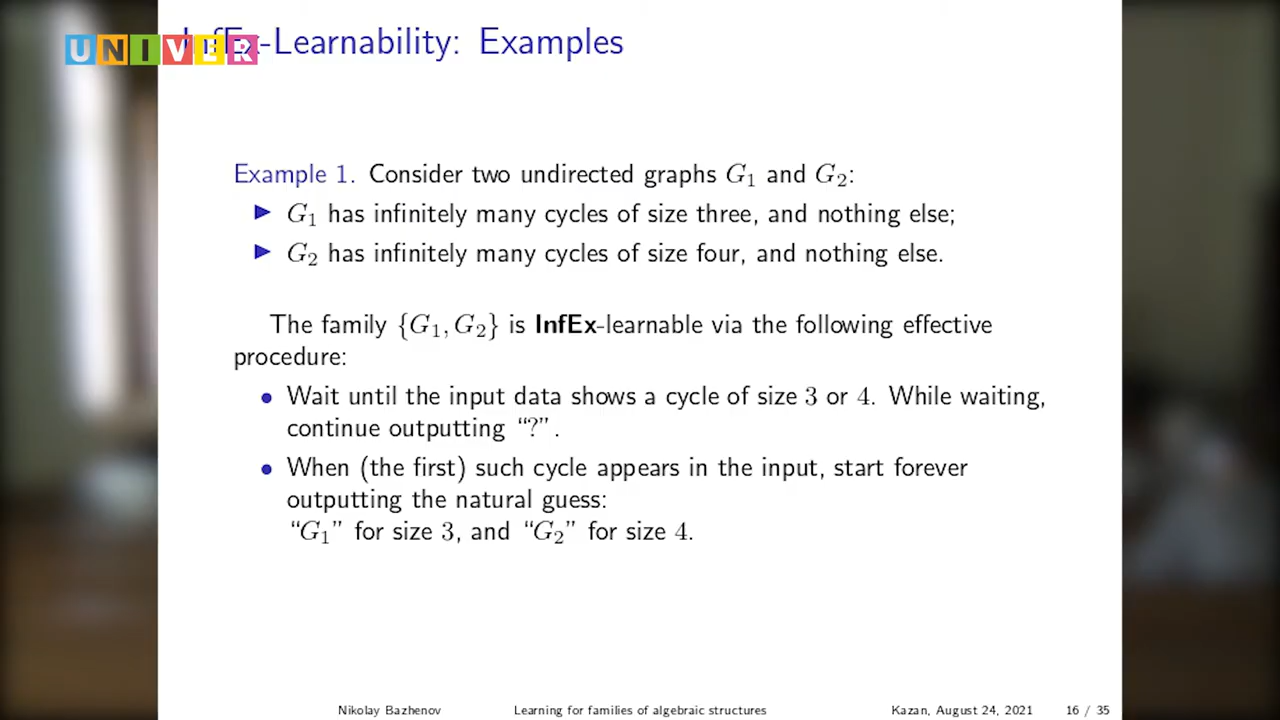 UNIVER
InfEx-Learnability: Examples
Example 1. Consider two undirected graphs G₁ and G₂:
▶ G₁ has infinitely many cycles of size three, and nothing else;
▶ G₂ has infinitely many cycles of size four, and nothing else.
The family {G₁, G₂} is InfEx-learnable via the following effective
procedure:
• Wait until the input data shows a cycle of size 3 or 4. While waiting,
continue outputting “?”.
• When (the first) such cycle appears in the input, start forever
outputting the natural guess:
“G₁” for size 3, and “G₂” for size 4.
Nikolay Bazhenov Learning for families of algebraic structures Kazan, August 24, 2021 16 / 35